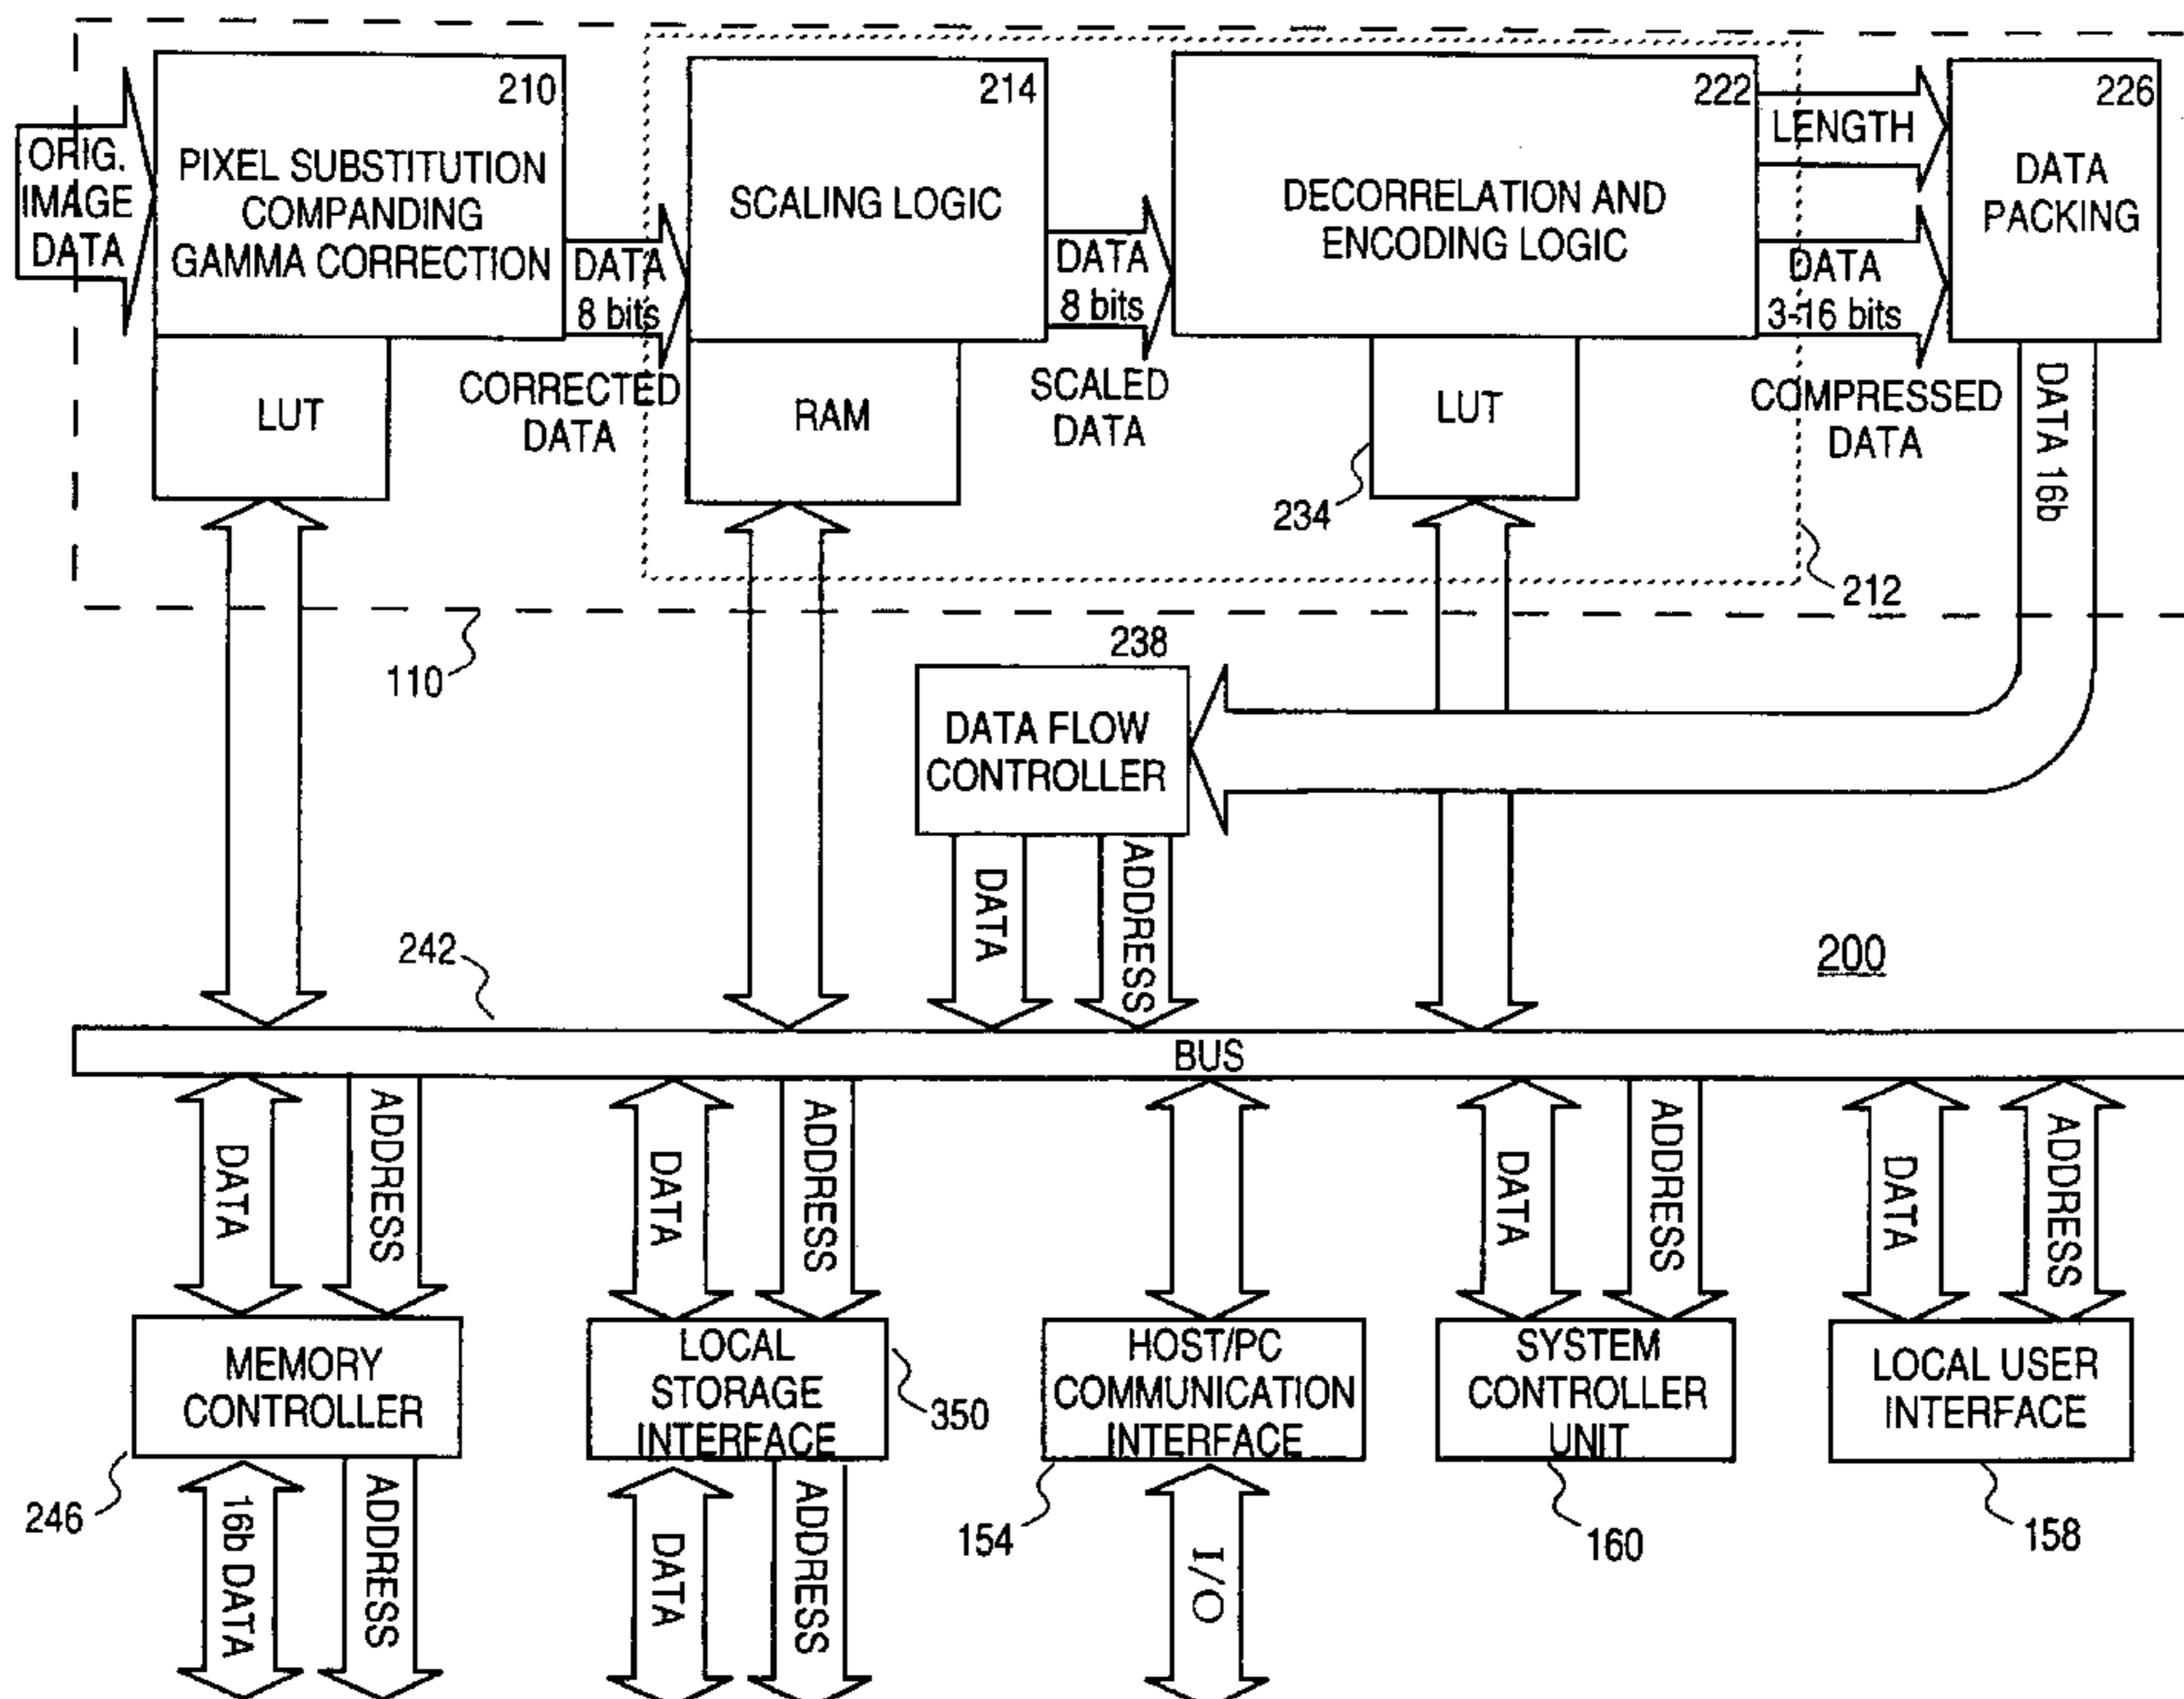 210
ORIG.
IMAGE
DATA
PIXEL SUBSTITUTION
COMPANDING
GAMMA CORRECTION
LUT
DATA
8 bits
CORRECTED
DATA
214
SCALING LOGIC
RAM
DATA
8 bits
SCALED
DATA
222
DECORRELATION AND
ENCODING LOGIC
LUT
234
LENGTH
DATA
3-16 bits
COMPRESSED
DATA
226
DATA
PACKING
DATA 16b
212
110
238
DATA FLOW
CONTROLLER
DATA
ADDRESS
200
242
BUS
DATA
ADDRESS
DATA
ADDRESS
DATA
ADDRESS
DATA
ADDRESS
MEMORY
CONTROLLER
246
LOCAL
STORAGE
INTERFACE
350
HOST/PC
COMMUNICATION
INTERFACE
154
SYSTEM
CONTROLLER
UNIT
160
LOCAL USER
INTERFACE
158
16b DATA
ADDRESS
DATA
ADDRESS
I/O